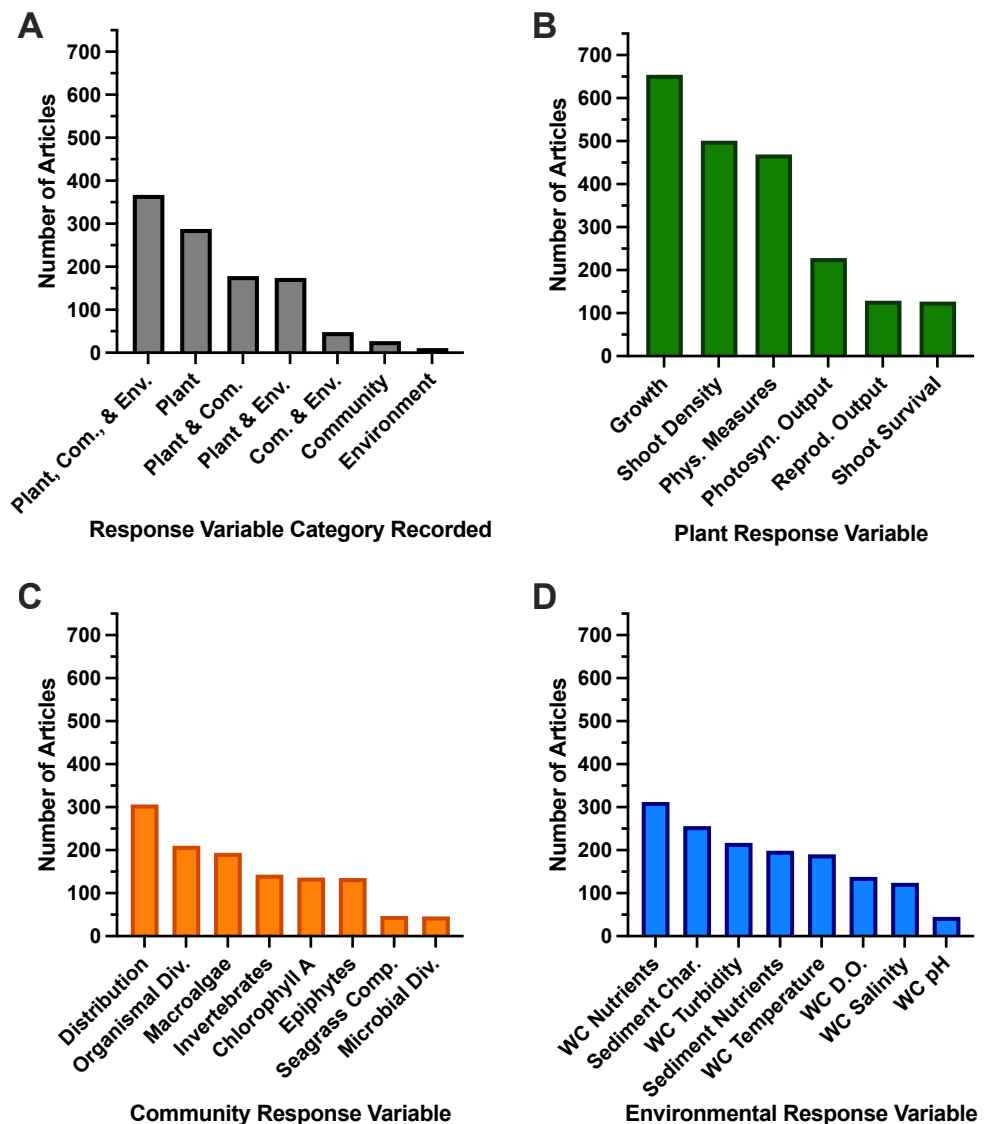 A
Number of Articles
700
600
500
400
300
200
100
0
Plant, Com., & Env.
Plant
Plant & Com.
Plant & Env.
Com. & Env.
Community
Environment
Response Variable Category Recorded
B
Number of Articles
700
600
500
400
300
200
100
0
Growth
Shoot Density
Phys. Measures
Photosyn. Output
Reprod. Output
Shoot Survival
Plant Response Variable
C
Number of Articles
700
600
500
400
300
200
100
0
Distribution
Organismal Div.
Macroalgae
Invertebrates
Chlorophyll A
Epiphytes
Seagrass Comp.
Microbial Div.
Community Response Variable
D
Number of Articles
700
600
500
400
300
200
100
0
WC Nutrients
Sediment Char.
WC Turbidity
Sediment Nutrients
WC Temperature
WC D.O.
WC Salinity
WC pH
Environmental Response Variable